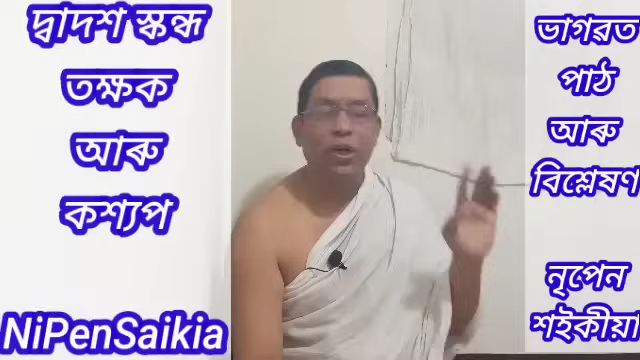 দ্বাদশ স্কন্ধ
তক্ষক
আৰু
কশ্যপ
NiPenSaikia
ভাগৱত
পাঠ
আৰু
বিশ্লেষণ
নৃপেন
শইকীয়া